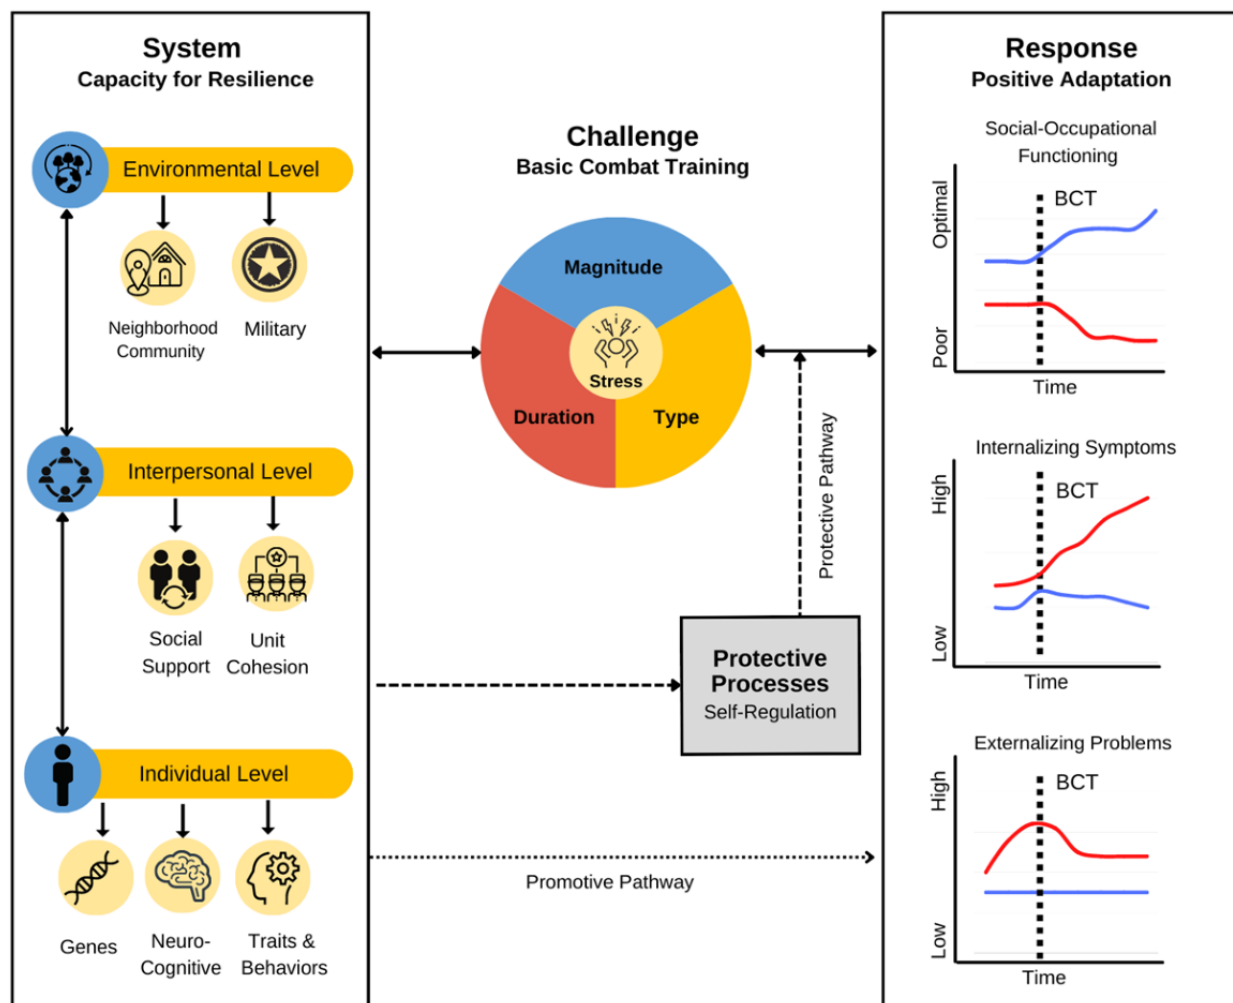 System
Capacity for Resilience
Environmental Level
Neighborhood
Community
Military
Interpersonal Level
Social
Support
Unit
Cohesion
Individual Level
Genes
Neuro-
Cognitive
Traits &
Behaviors
Challenge
Basic Combat Training
Magnitude
Stress
Duration
Type
Protective Pathway
Protective
Processes
Self-Regulation
Promotive Pathway
Response
Positive Adaptation
Social-Occupational
Functioning
Optimal
Poor
BCT
Time
Internalizing Symptoms
High
Low
BCT
Time
Externalizing Problems
High
Low
BCT
Time